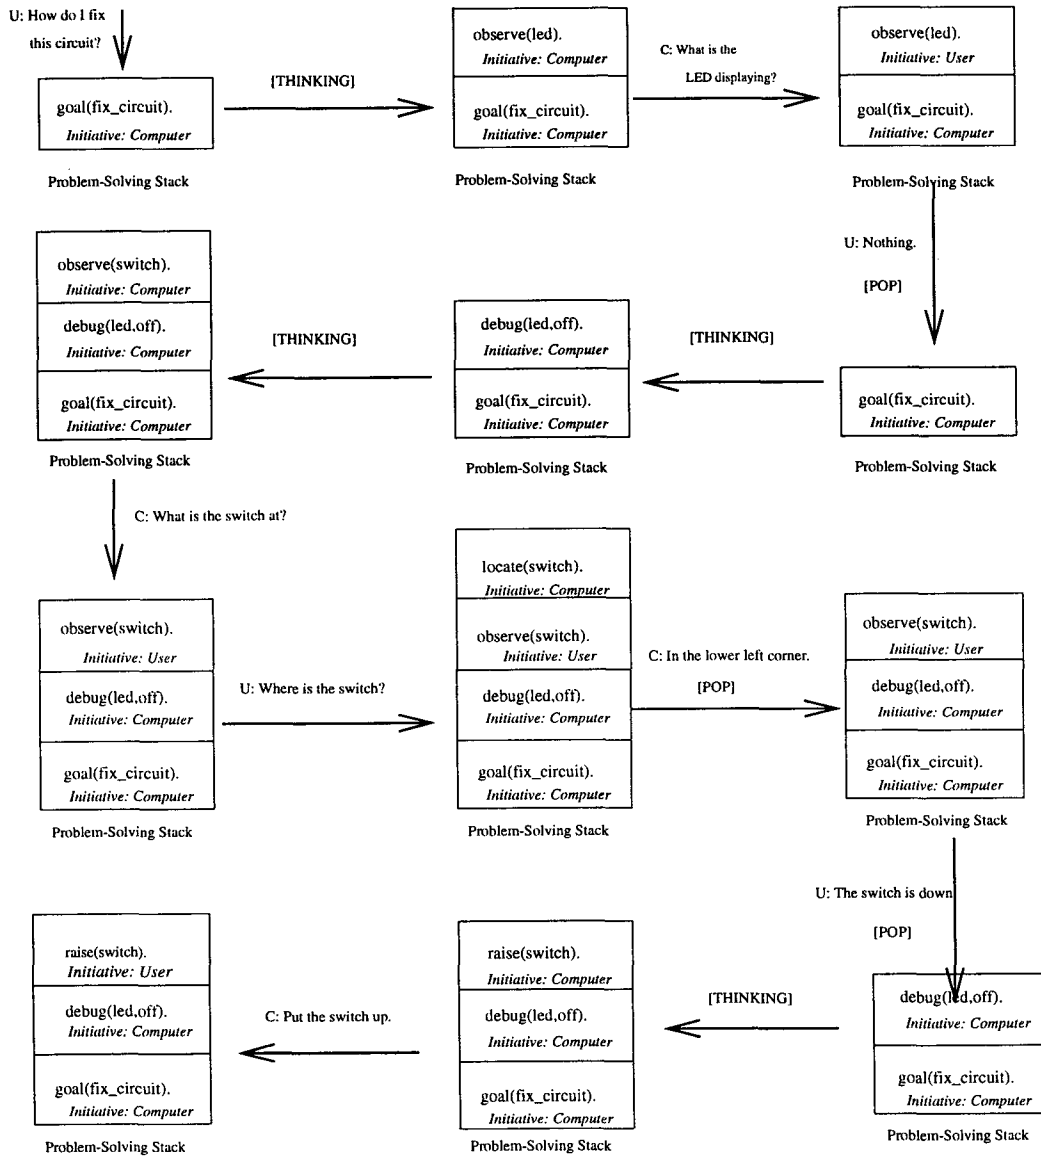 U: How do I fix
this circuit?
goal(fix_circuit).
Initiative: Computer
Problem-Solving Stack
[THINKING]
observe(led).
Initiative: Computer
goal(fix_circuit).
Initiative: Computer
Problem-Solving Stack
C: What is the
LED displaying?
observe(led).
Initiative: User
goal(fix_circuit).
Initiative: Computer
Problem-Solving Stack
U: Nothing.
[POP]
goal(fix_circuit).
Initiative: Computer
Problem-Solving Stack
[THINKING]
debug(led,off).
Initiative: Computer
goal(fix_circuit).
Initiative: Computer
Problem-Solving Stack
[THINKING]
observe(switch).
Initiative: Computer
debug(led,off).
Initiative: Computer
goal(fix_circuit).
Initiative: Computer
Problem-Solving Stack
C: What is the switch at?
observe(switch).
Initiative: User
debug(led,off).
Initiative: Computer
goal(fix_circuit).
Initiative: Computer
Problem-Solving Stack
U: Where is the switch?
locate(switch).
Initiative: Computer
observe(switch).
Initiative: User
debug(led,off).
Initiative: Computer
goal(fix_circuit).
Initiative: Computer
Problem-Solving Stack
C: In the lower left corner.
[POP]
observe(switch).
Initiative: User
debug(led,off).
Initiative: Computer
goal(fix_circuit).
Initiative: Computer
Problem-Solving Stack
U: The switch is down
[POP]
debug(led,off).
Initiative: Computer
goal(fix_circuit).
Initiative: Computer
Problem-Solving Stack
[THINKING]
raise(switch).
Initiative: Computer
debug(led,off).
Initiative: Computer
goal(fix_circuit).
Initiative: Computer
Problem-Solving Stack
C: Put the switch up.
raise(switch).
Initiative: User
debug(led,off).
Initiative: Computer
goal(fix_circuit).
Initiative: Computer
Problem-Solving Stack